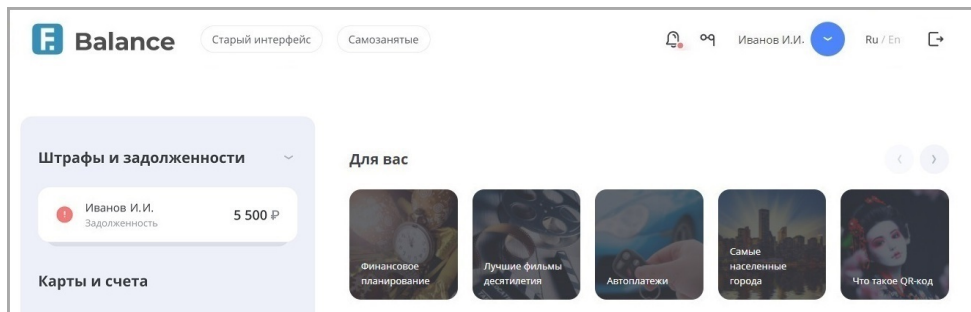 F. Balance
Старый интерфейс
Самозанятые
Иванов И.И.
Ru / En
Штрафы и задолженности
Иванов И.И.
Задолженность
5 500 ₽
Карты и счета
Для вас
Финансовое
планирование
Лучшие фильмы
десятилетия
Автоплатежи
Самые
населенные
города
Что такое QR-код